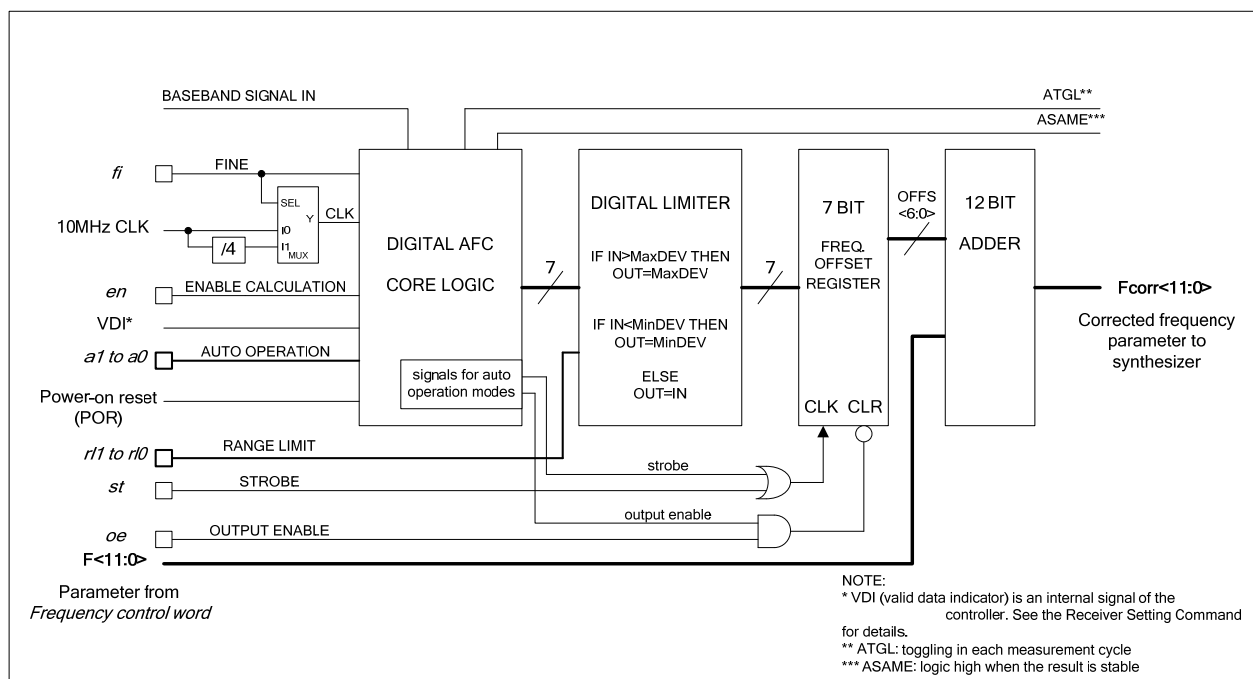 BASEBAND SIGNAL IN
ATGL**
ASAME***
fi
FINE
SEL
Y
CLK
10MHz CLK
I0
I1
MUX
/4
DIGITAL AFC
CORE LOGIC
en
ENABLE CALCULATION
VDI*
a1 to a0
AUTO OPERATION
Power-on reset
(POR)
signals for auto
operation modes
7
DIGITAL LIMITER
IF IN>MaxDEV THEN
OUT=MaxDEV
IF IN<MinDEV THEN
OUT=MinDEV
ELSE
OUT=IN
7
7 BIT
FREQ.
OFFSET
REGISTER
CLK CLR
OFFS
<6:0>
12 BIT
ADDER
Fcorr<11:0>
Corrected frequency
parameter to
synthesizer
rl1 to rl0
RANGE LIMIT
strobe
st
STROBE
output enable
oe
OUTPUT ENABLE
F<11:0>
Parameter from
Frequency control word
NOTE:
* VDI (valid data indicator) is an internal signal of the
controller. See the Receiver Setting Command
for details.
** ATGL: toggling in each measurement cycle
*** ASAME: logic high when the result is stable